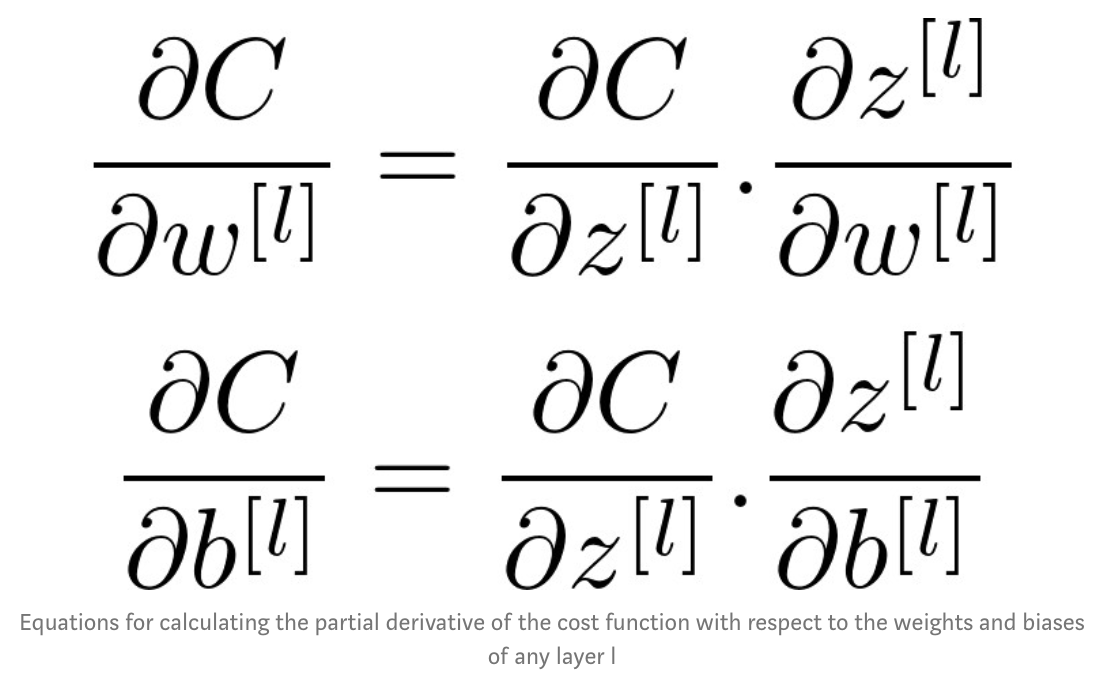 ∂C/∂w^[l] = ∂C/∂z^[l] . ∂z^[l]/∂w^[l]
∂C/∂b^[l] = ∂C/∂z^[l] . ∂z^[l]/∂b^[l]
Equations for calculating the partial derivative of the cost function with respect to the weights and biases
of any layer l